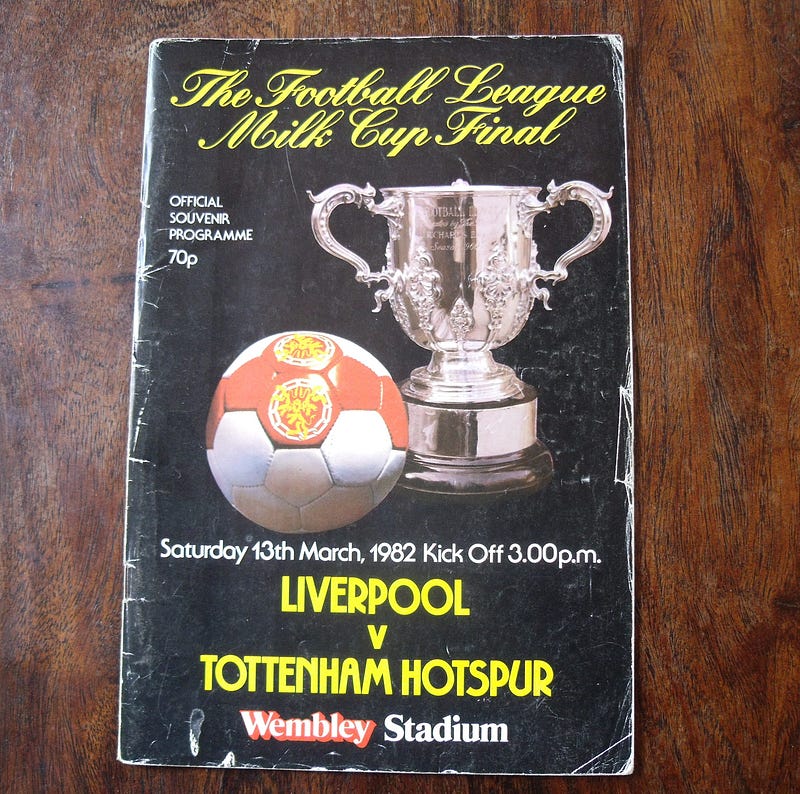 The Football League
Milk Cup Final
OFFICIAL
SOUVENIR
PROGRAMME
70p
Saturday 13th March, 1982 Kick Off 3.00p.m.
LIVERPOOL
v
TOTTENHAM HOTSPUR
Wembley Stadium